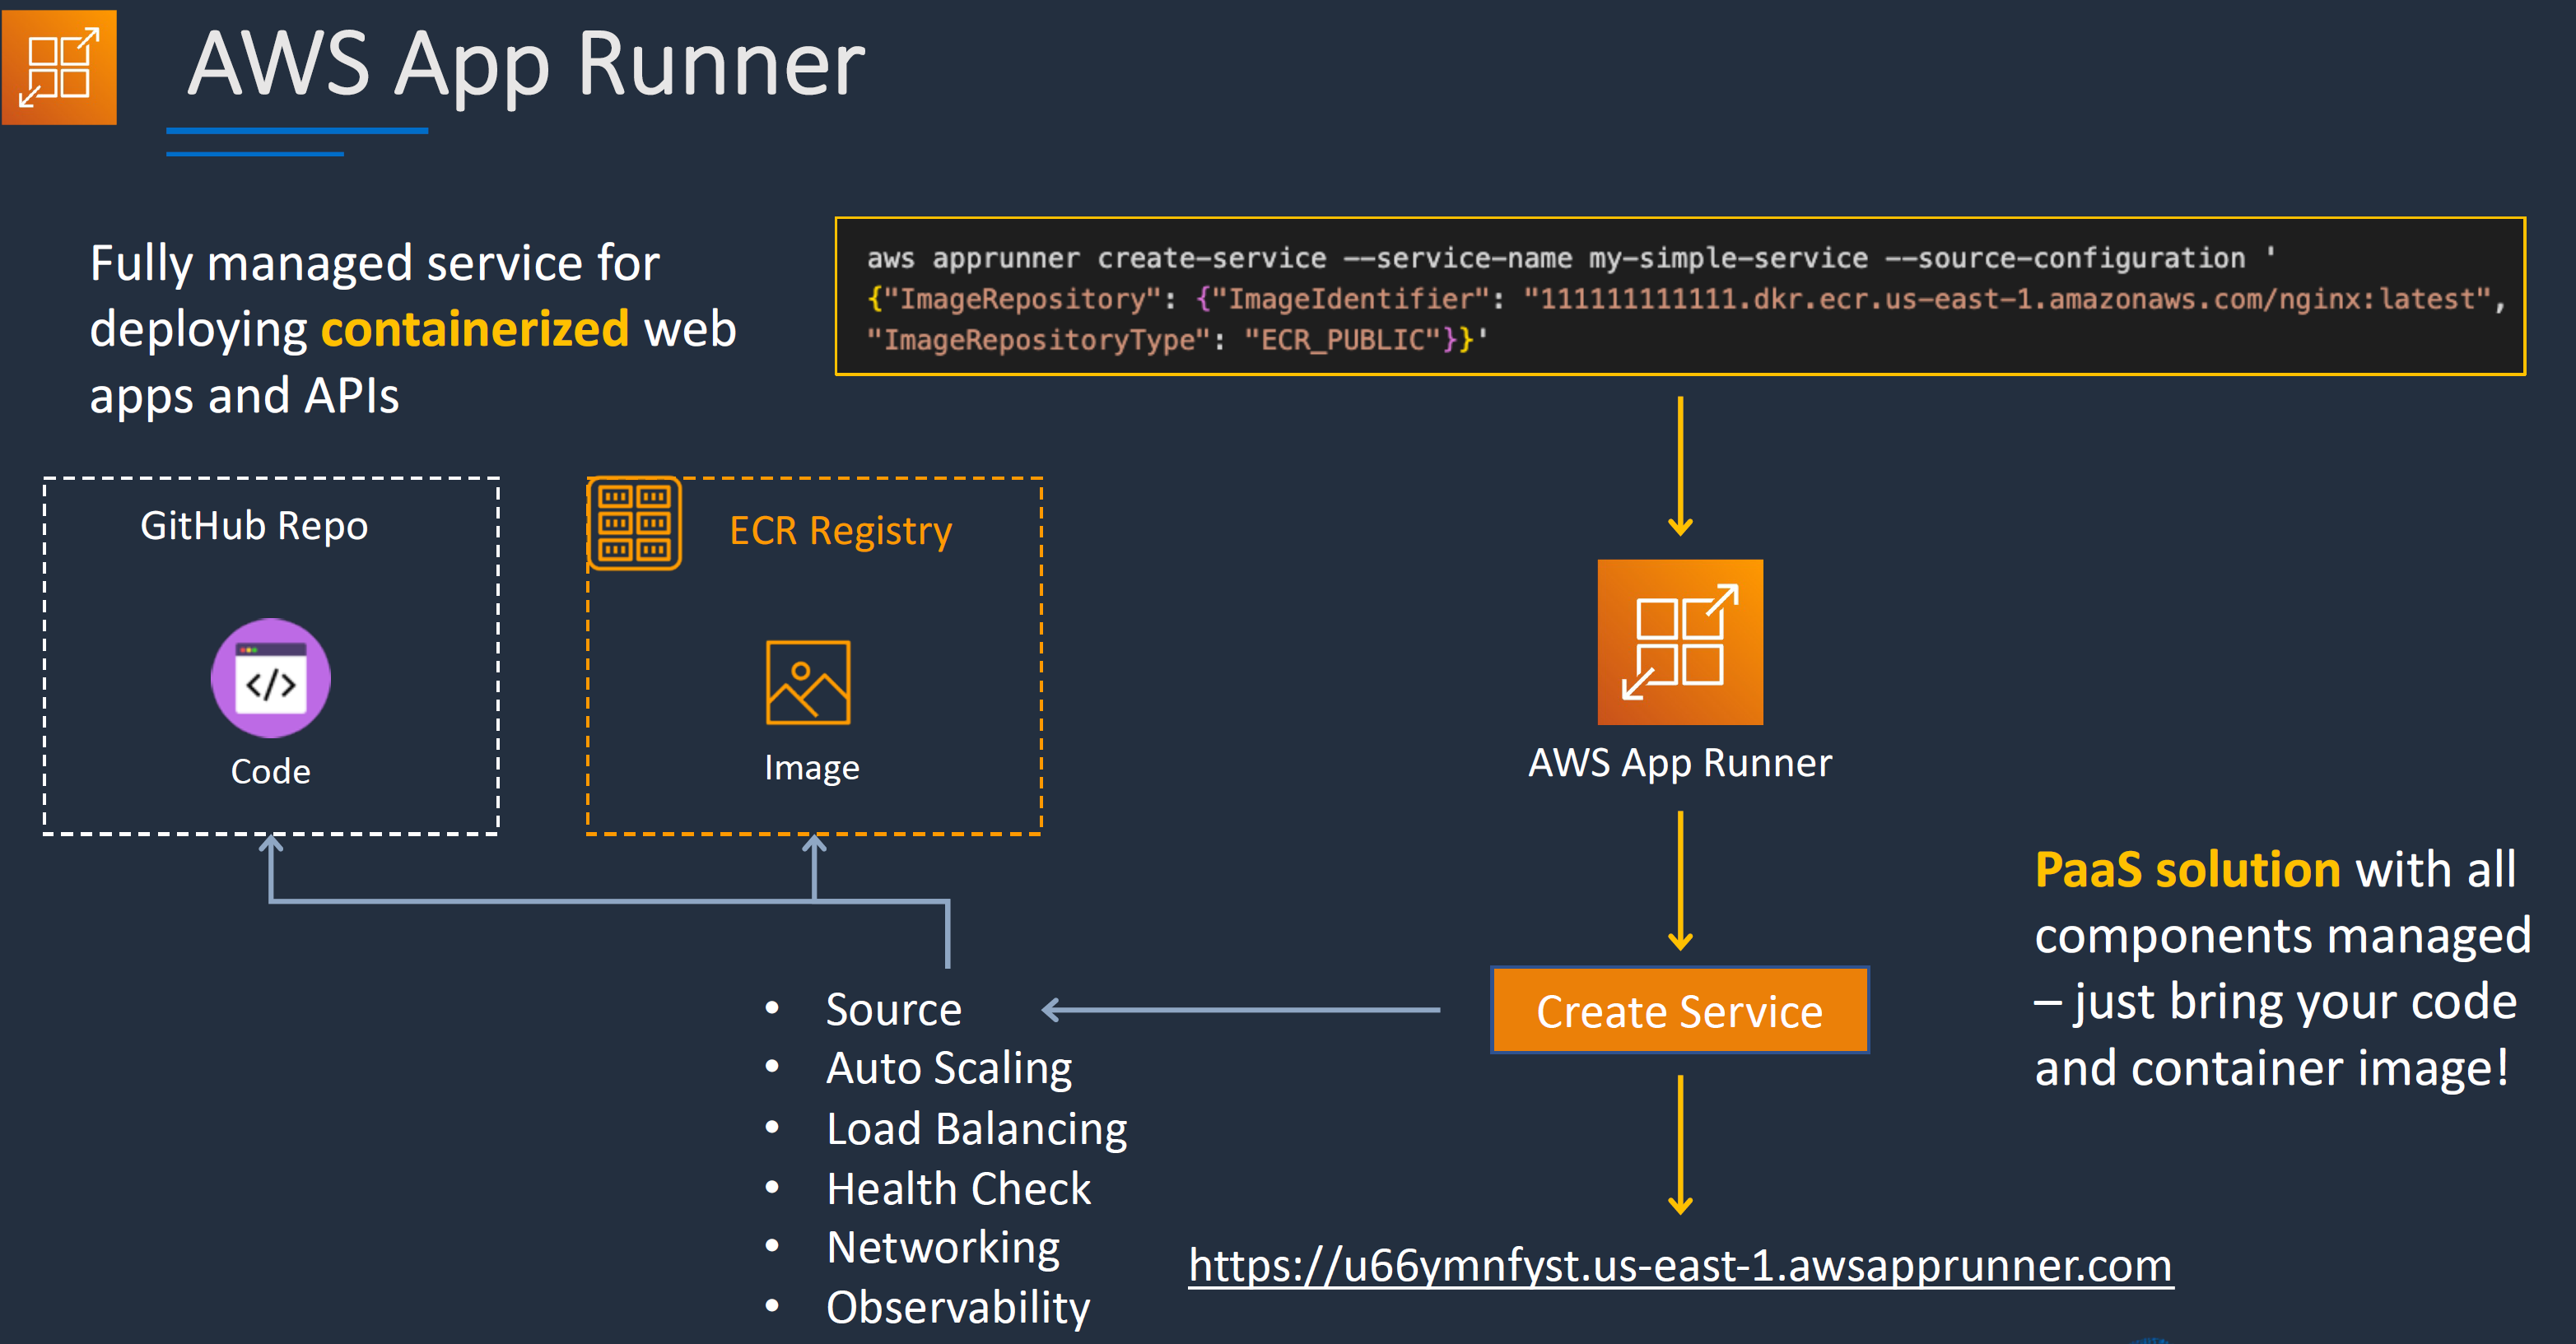 AWS App Runner
Fully managed service for
deploying containerized web
apps and APIs
aws apprunner create-service --service-name my-simple-service --source-configuration '
{"ImageRepository": {"ImageIdentifier": "111111111111.dkr.ecr.us-east-1.amazonaws.com/nginx:latest",
"ImageRepositoryType": "ECR_PUBLIC"}}'
GitHub Repo
</>
Code
ECR Registry
Image
AWS App Runner
Create Service
• Source
• Auto Scaling
• Load Balancing
• Health Check
• Networking
• Observability
PaaS solution with all
components managed
– just bring your code
and container image!
https://u66ymnfyst.us-east-1.awsapprunner.com